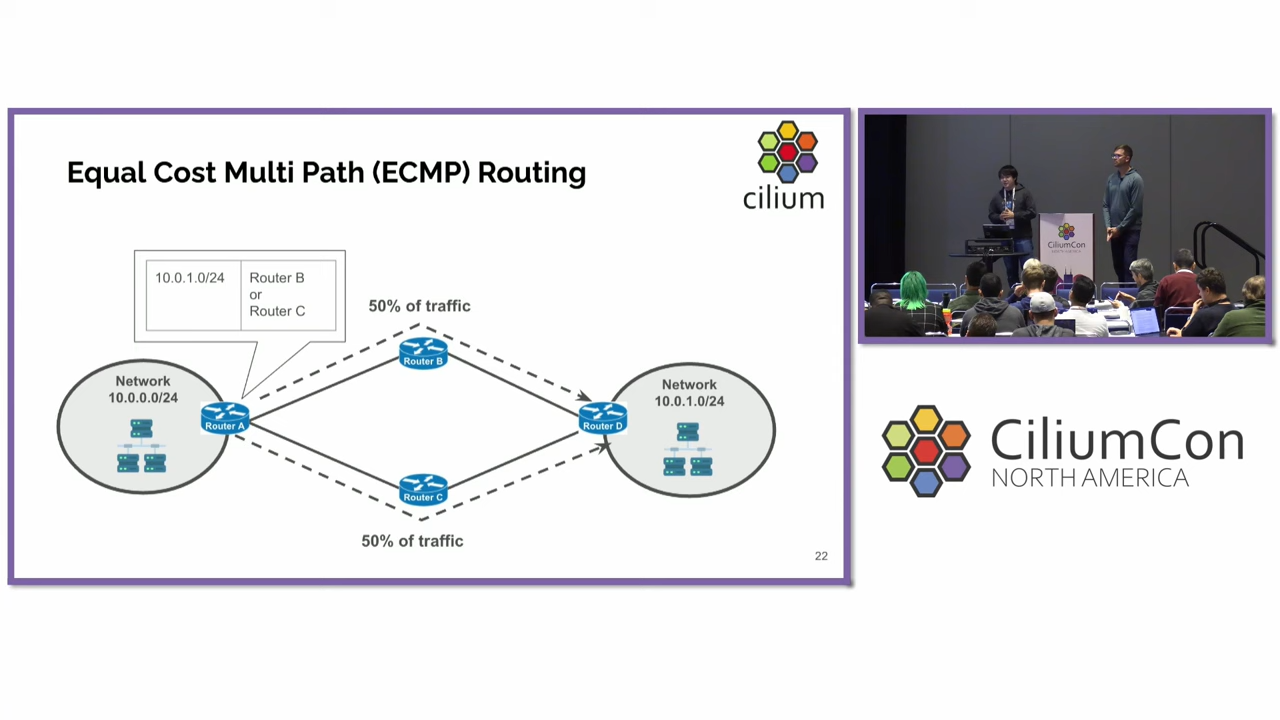 Equal Cost Multi Path (ECMP) Routing
cilium
10.0.1.0/24
Router B
or
Router C
50% of traffic
Router B
Network
10.0.0.0/24
Router A
Network
10.0.1.0/24
Router D
Router C
50% of traffic
22
CiliumCon
CiliumCon
NORTH AMERICA